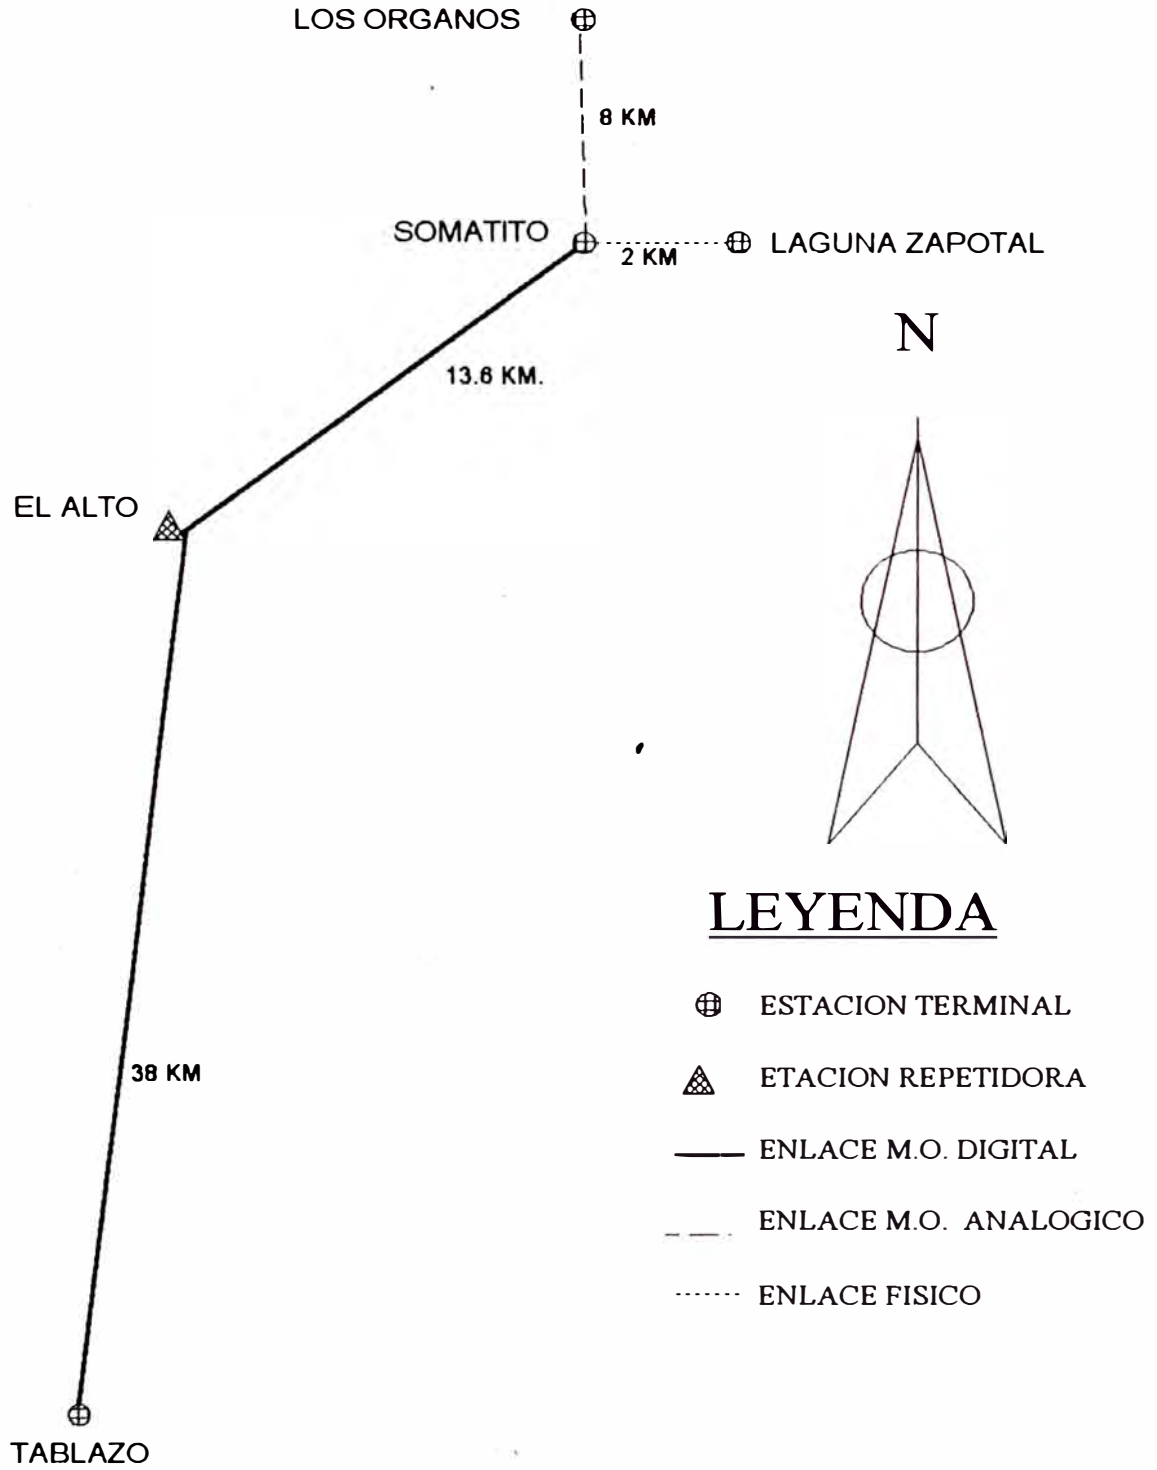 LOS ORGANOS
8 KM
SOMATITO
2 KM
LAGUNA ZAPOTAL
N
13.6 KM.
EL ALTO
LEYENDA
ESTACION TERMINAL
ETACION REPETIDORA
38 KM
ENLACE M.O. DIGITAL
ENLACE M.O. ANALOGICO
ENLACE FISICO
TABLAZO